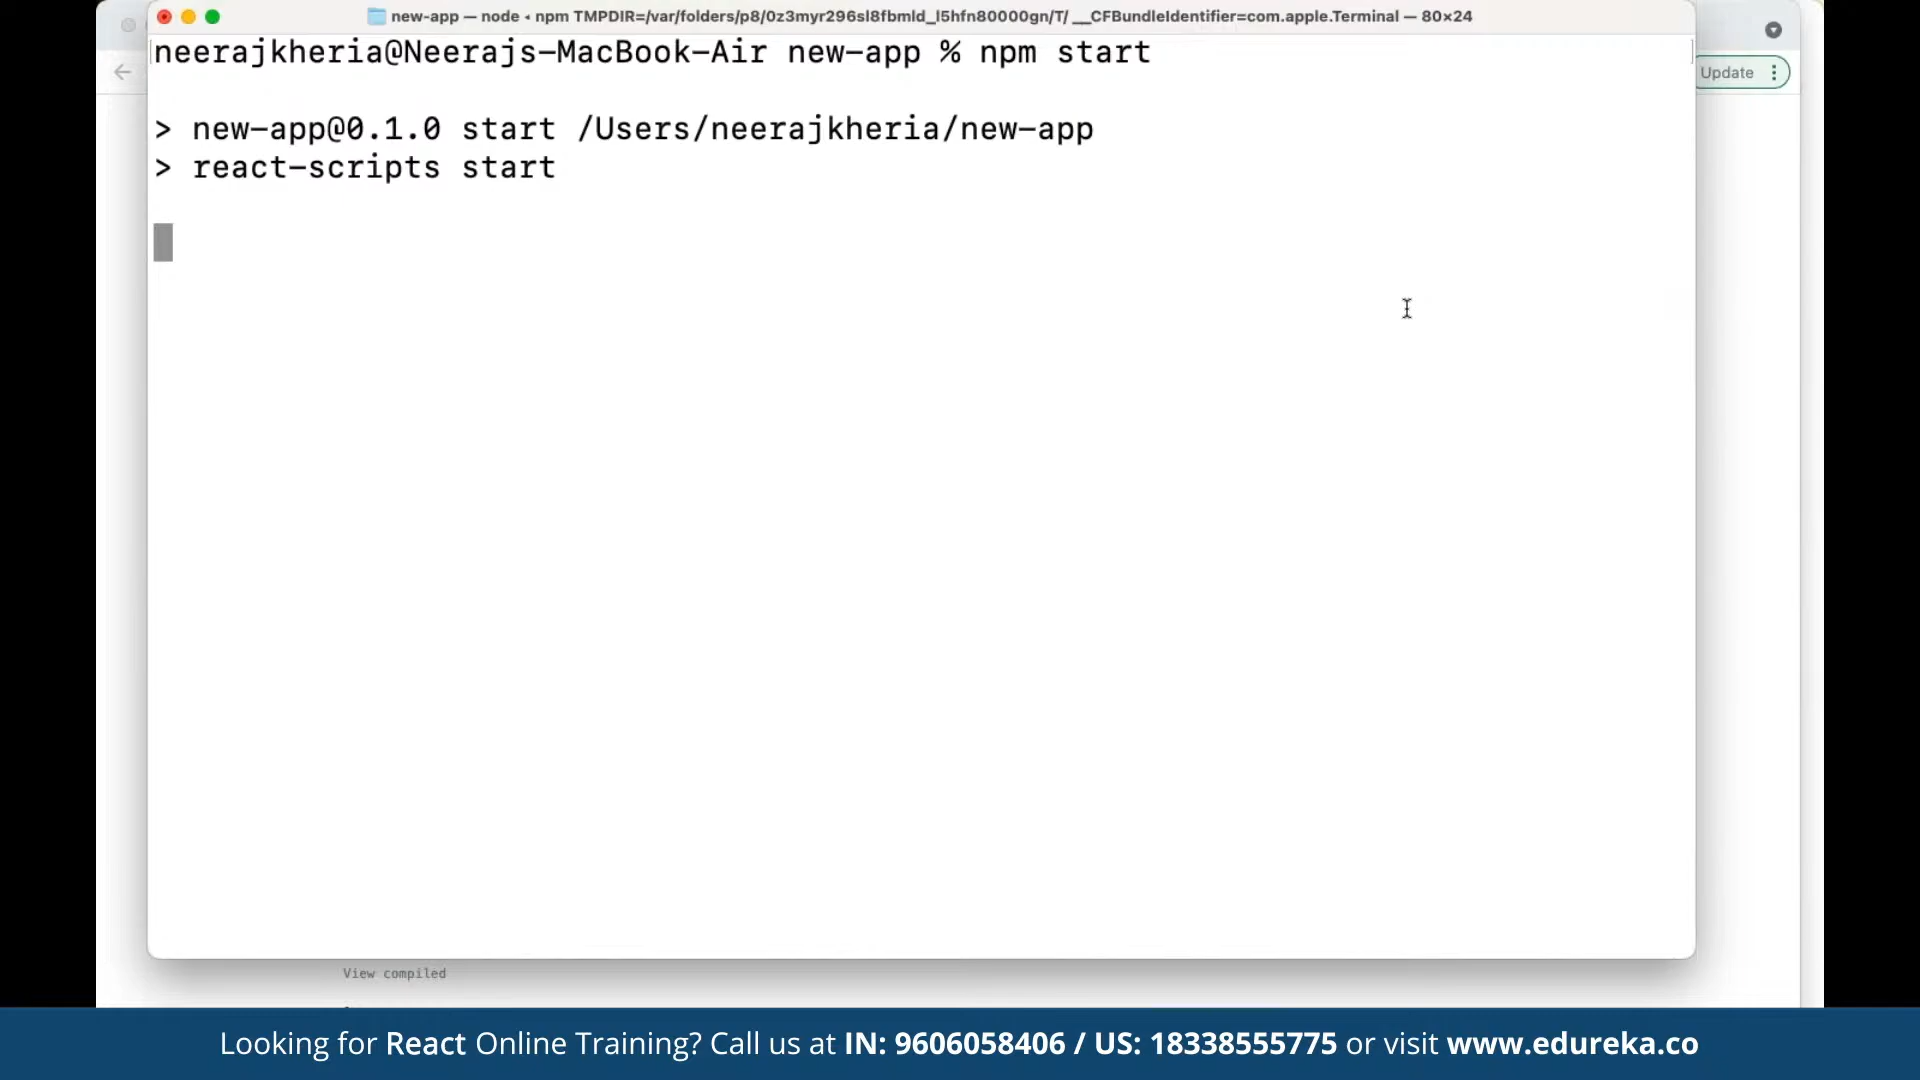 new-app — node ◂ npm TMPDIR=/var/folders/p8/0z3myr296sl8fbmld_l5hfn80000gn/T/ __CFBundleIdentifier=com.apple.Terminal — 80×24
neerajkheria@Neerajs-MacBook-Air new-app % npm start
Update
> new-app@0.1.0 start /Users/neerajkheria/new-app
> react-scripts start
View compiled
Looking for React Online Training? Call us at IN: 9606058406 / US: 18338555775 or visit www.edureka.co